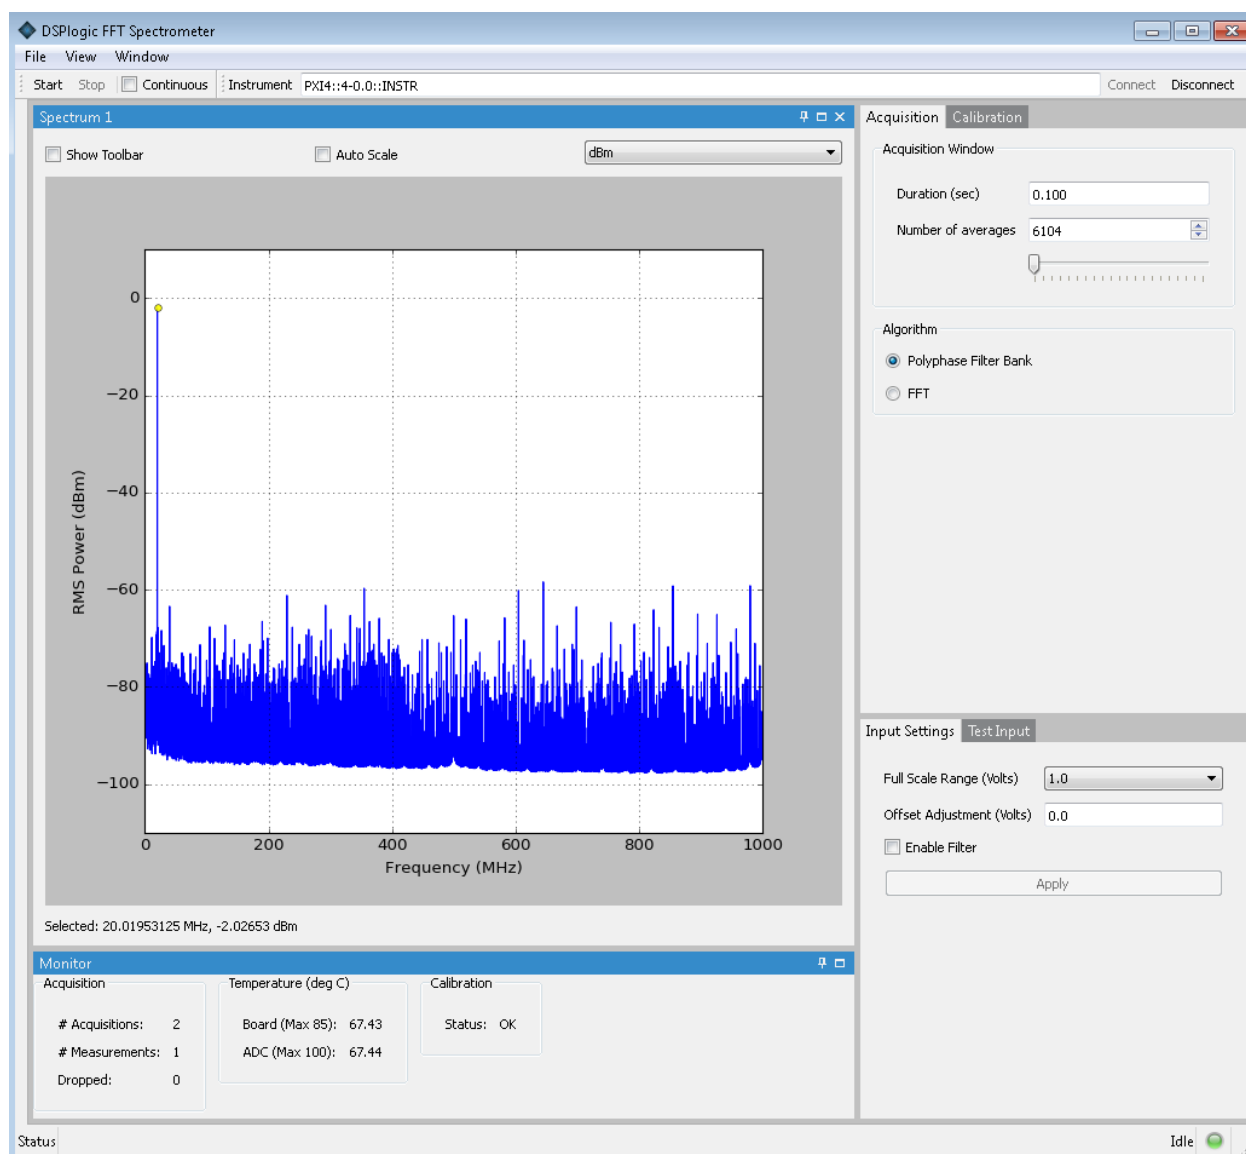 DSPlogic FFT Spectrometer
File View Window
Start Stop Continuous Instrument PXI4::4-0.0::INSTR Connect Disconnect
Spectrum 1
Show Toolbar Auto Scale dBm
0
−20
−40
−60
−80
−100
RMS Power (dBm)
0 200 400 600 800 1000
Frequency (MHz)
Selected: 20.01953125 MHz, -2.02653 dBm
Acquisition Calibration
Acquisition Window
Duration (sec) 0.100
Number of averages 6104
Algorithm
Polyphase Filter Bank
FFT
Input Settings Test Input
Full Scale Range (Volts) 1.0
Offset Adjustment (Volts) 0.0
Enable Filter
Apply
Monitor
Acquisition
# Acquisitions: 2
# Measurements: 1
Dropped: 0
Temperature (deg C)
Board (Max 85): 67.43
ADC (Max 100): 67.44
Calibration
Status: OK
Status Idle